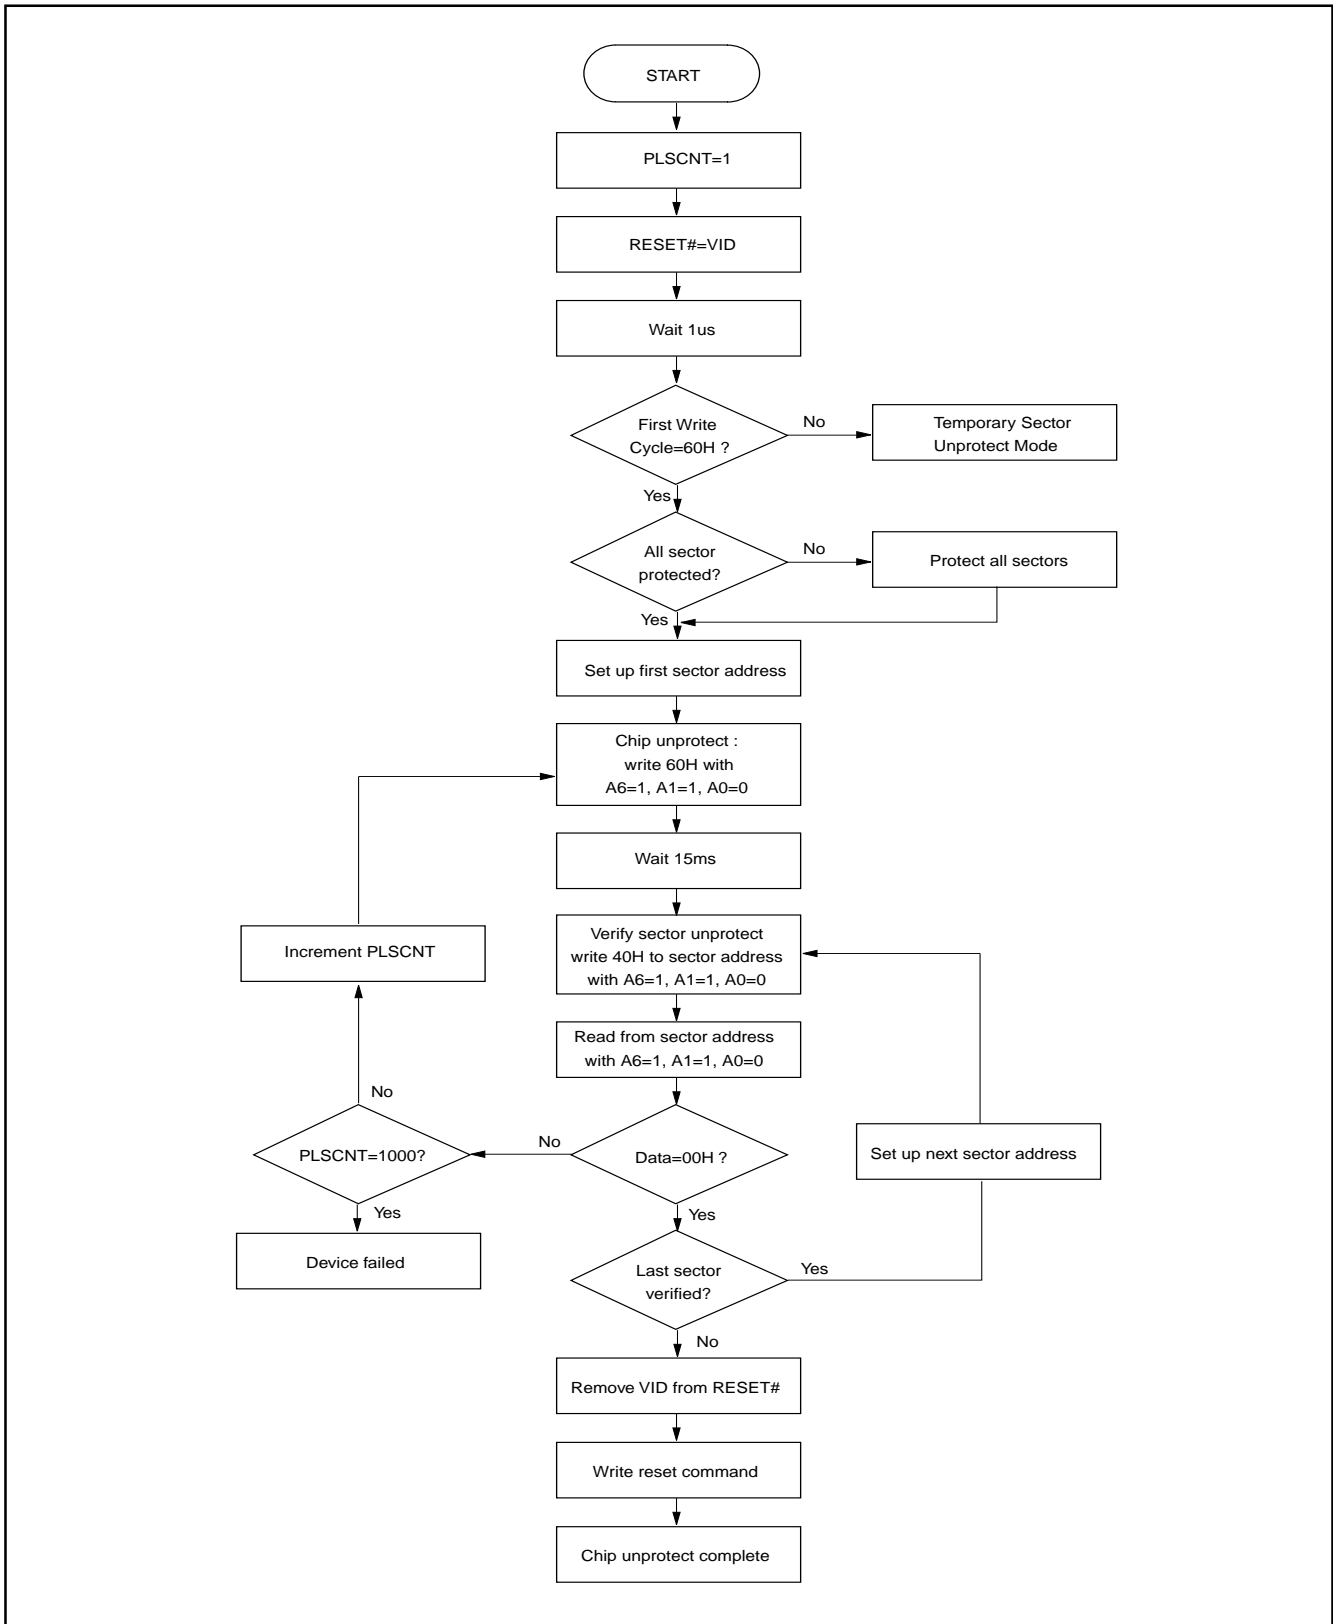 START
PLSCNT=1
RESET#=VID
Wait 1us
First Write
Cycle=60H ?
No
Temporary Sector
Unprotect Mode
Yes
All sector
protected?
No
Protect all sectors
Yes
Set up first sector address
Chip unprotect :
write 60H with
A6=1, A1=1, A0=0
Wait 15ms
Increment PLSCNT
Verify sector unprotect
write 40H to sector address
with A6=1, A1=1, A0=0
Read from sector address
with A6=1, A1=1, A0=0
No
PLSCNT=1000?
No
Data=00H ?
Set up next sector address
Yes
Yes
Device failed
Last sector
verified?
Yes
No
Remove VID from RESET#
Write reset command
Chip unprotect complete